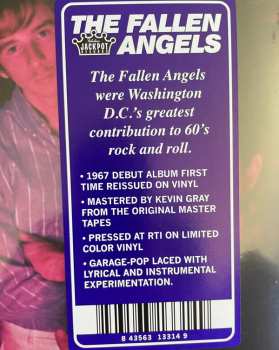 THE FALLEN
JACKPOT
ANGELS
The Fallen Angels
were Washington
D.C.'s greatest
contribution to 60's
rock and roll.
• 1967 DEBUT ALBUM FIRST
TIME REISSUED ON VINYL
• MASTERED BY KEVIN GRAY
FROM THE ORIGINAL MASTER
TAPES
• PRESSED AT RTI ON LIMITED
COLOR VINYL
• GARAGE-POP LACED WITH
LYRICAL AND INSTRUMENTAL
EXPERIMENTATION.
8 43563 13314 9